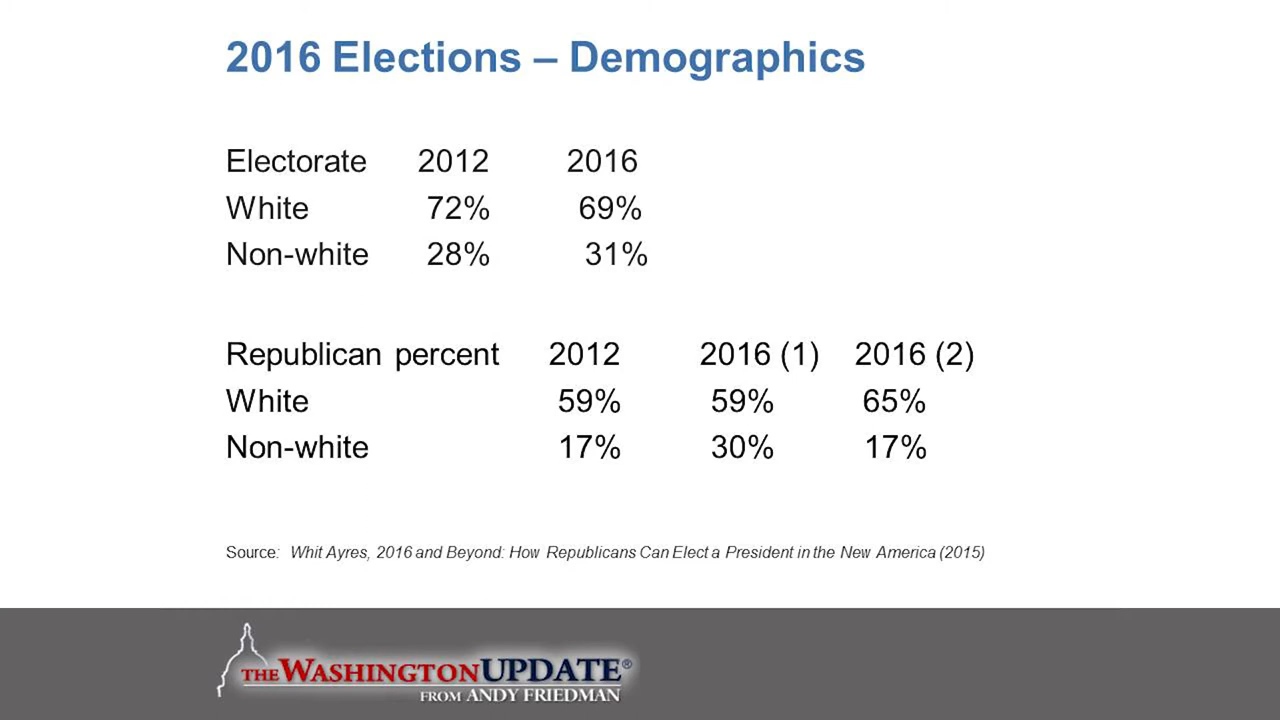 2016 Elections – Demographics
Electorate 2012 2016
White 72% 69%
Non-white 28% 31%
Republican percent 2012 2016 (1) 2016 (2)
White 59% 59% 65%
Non-white 17% 30% 17%
Source: Whit Ayres, 2016 and Beyond: How Republicans Can Elect a President in the New America (2015)
THE WASHINGTON UPDATE®
FROM ANDY FRIEDMAN